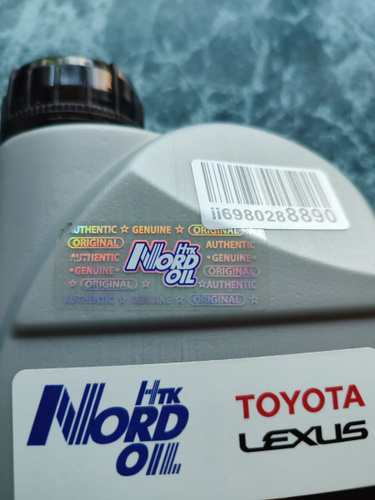 ii6980288890
AUTHENTIC ☆ GENUINE ☆ ORIGINAL
ORIGINAL AUTHENTIC
AUTHENTIC GENUINE
GENUINE ORIGINAL
☆ ORIGINAL ☆ ☆ AUTHENTIC
AUTHENTIC ☆ GENUINE ☆ ORIGINAL ☆
НТК
NORD
OIL
НТК
NORD
OIL
TOYOTA
LEXUS